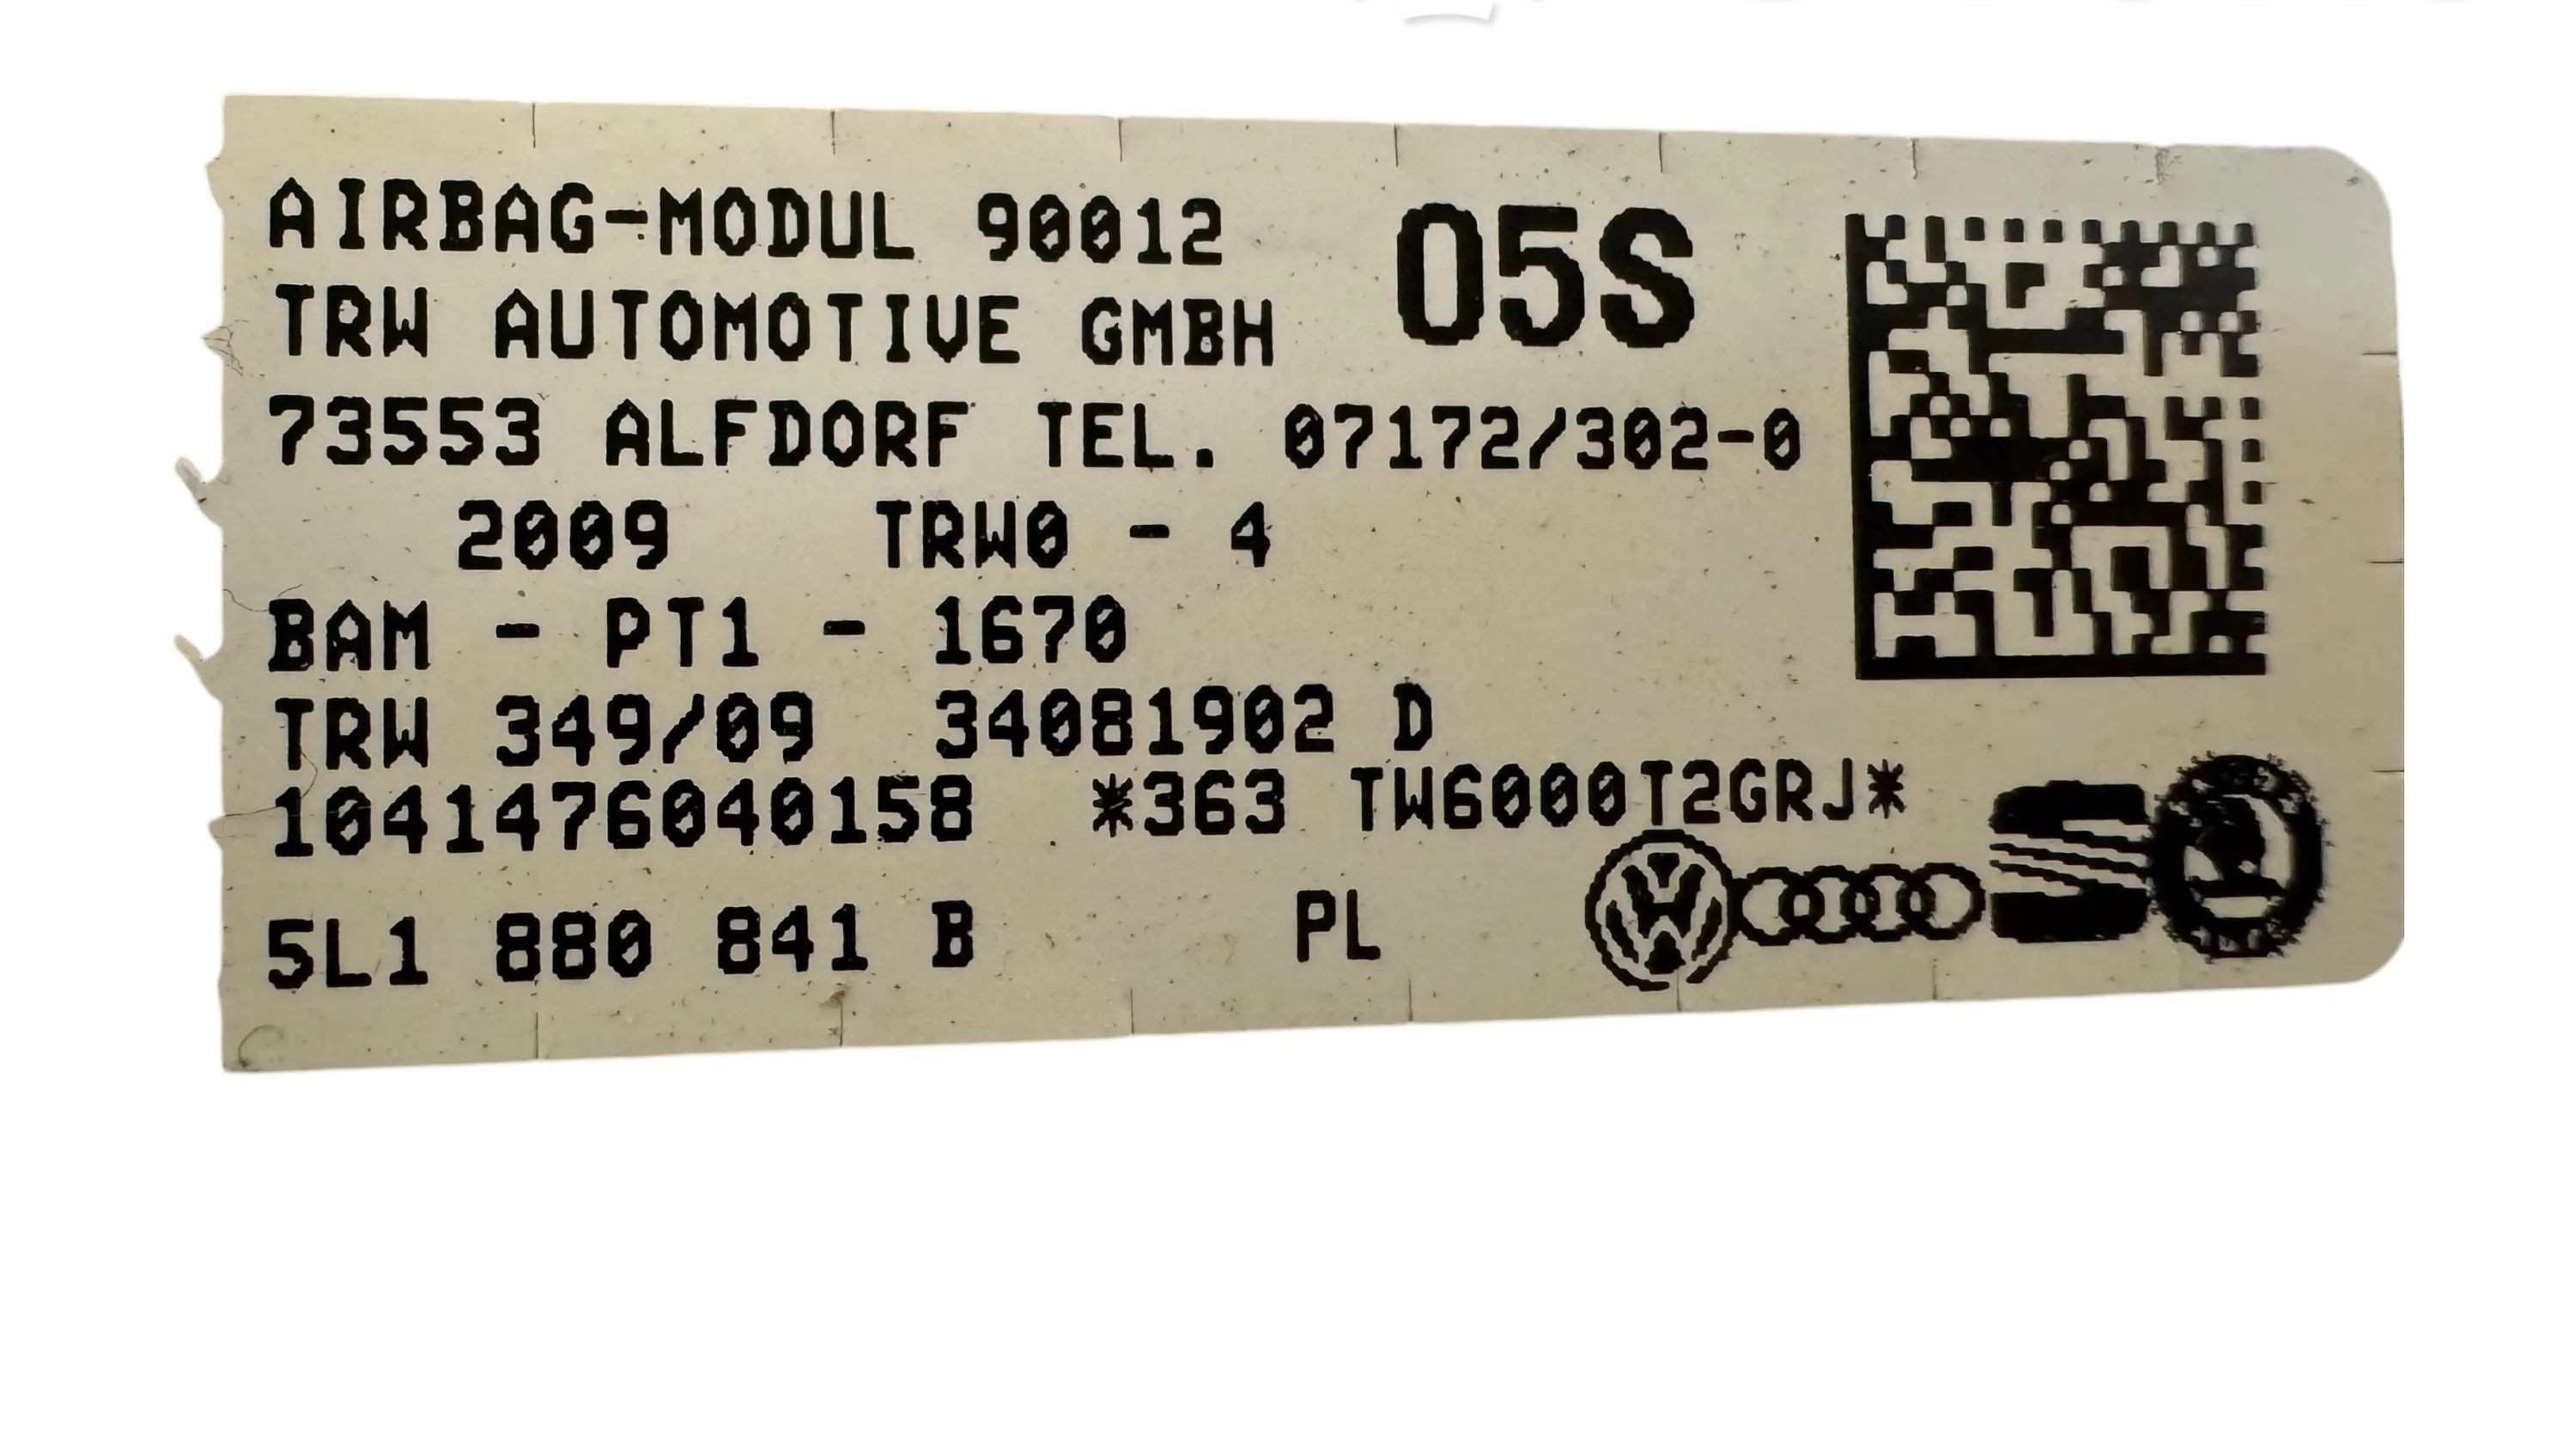 AIRBAG-MODUL 90012 05S
TRW AUTOMOTIVE GMBH
73553 ALFDORF TEL. 07172/302-0
2009 TRW0 - 4
BAM - PT1 - 1670
TRW 349/09 34081902 D
1041476040158 *363 TW6000T2GRJ*
5L1 880 841 B PL